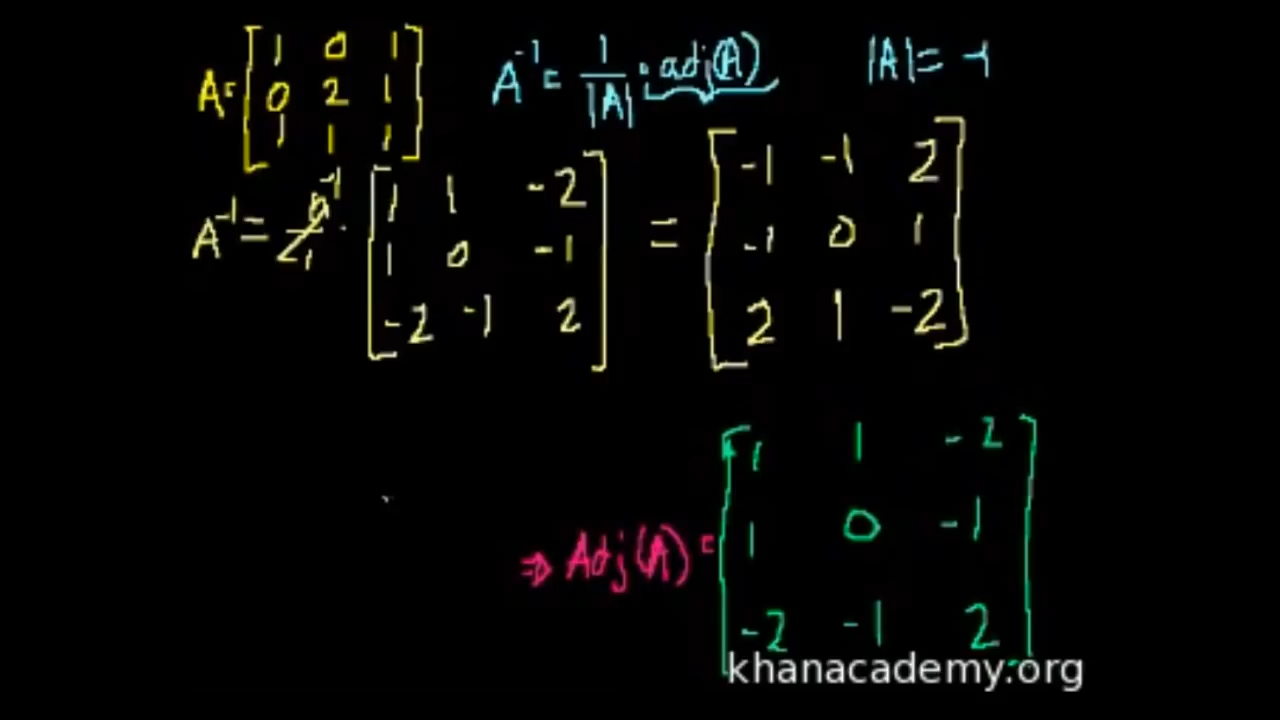 A = [1 0 1
0 2 1
1 1 1]
A⁻¹ = 1/|A| · adj(A)
|A| = -1
A⁻¹ = · [1 1 -2
1 0 -1
-2 -1 2]
= [-1 -1 2
-1 0 1
2 1 -2]
⇒ Adj(A) = [1 1 -2
1 0 -1
-2 -1 2]
khanacademy.org